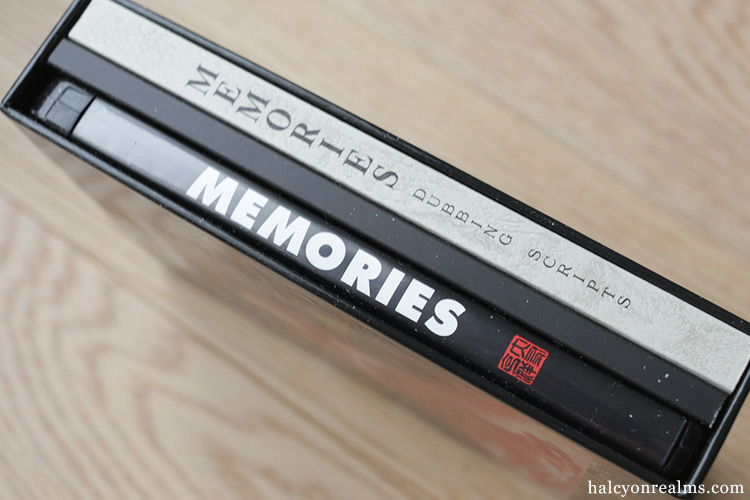 MEMORIES DUBBING SCRIPTS
MEMORIES
halcyonrealms.com